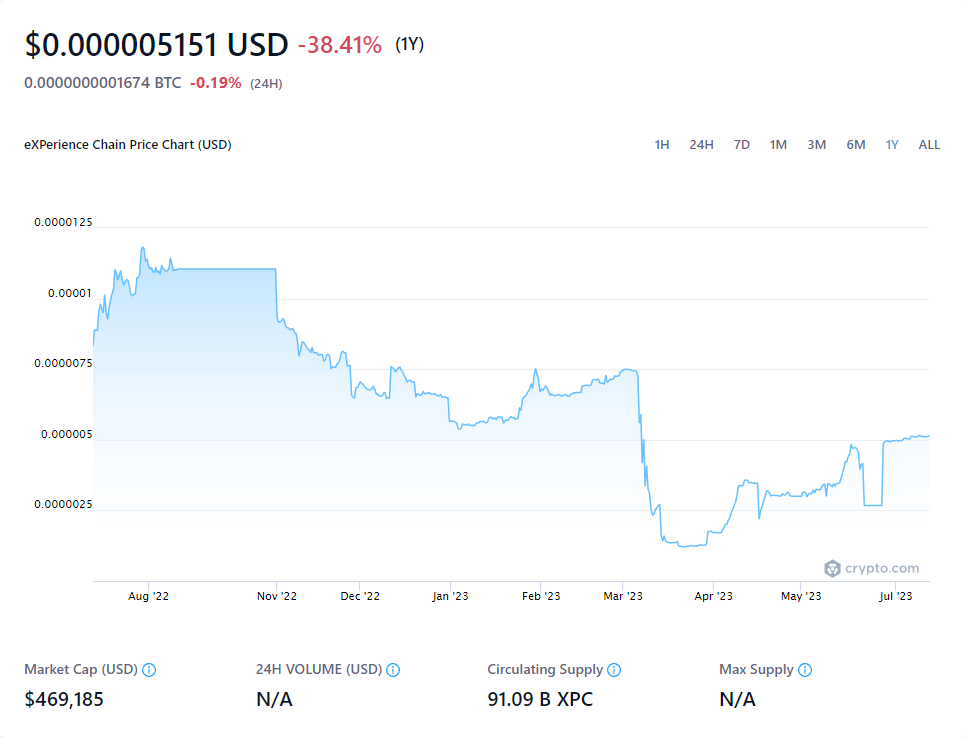 $0.000005151 USD -38.41% (1Y)
0.0000000001674 BTC -0.19% (24H)
eXPerience Chain Price Chart (USD)
1H 24H 7D 1M 3M 6M 1Y ALL
0.0000125
0.00001
0.0000075
0.000005
0.0000025
crypto.com
Aug '22 Nov '22 Dec '22 Jan '23 Feb '23 Mar '23 Apr '23 May '23 Jul '23
Market Cap (USD) 24H VOLUME (USD) Circulating Supply Max Supply
$469,185 N/A 91.09 B XPC N/A